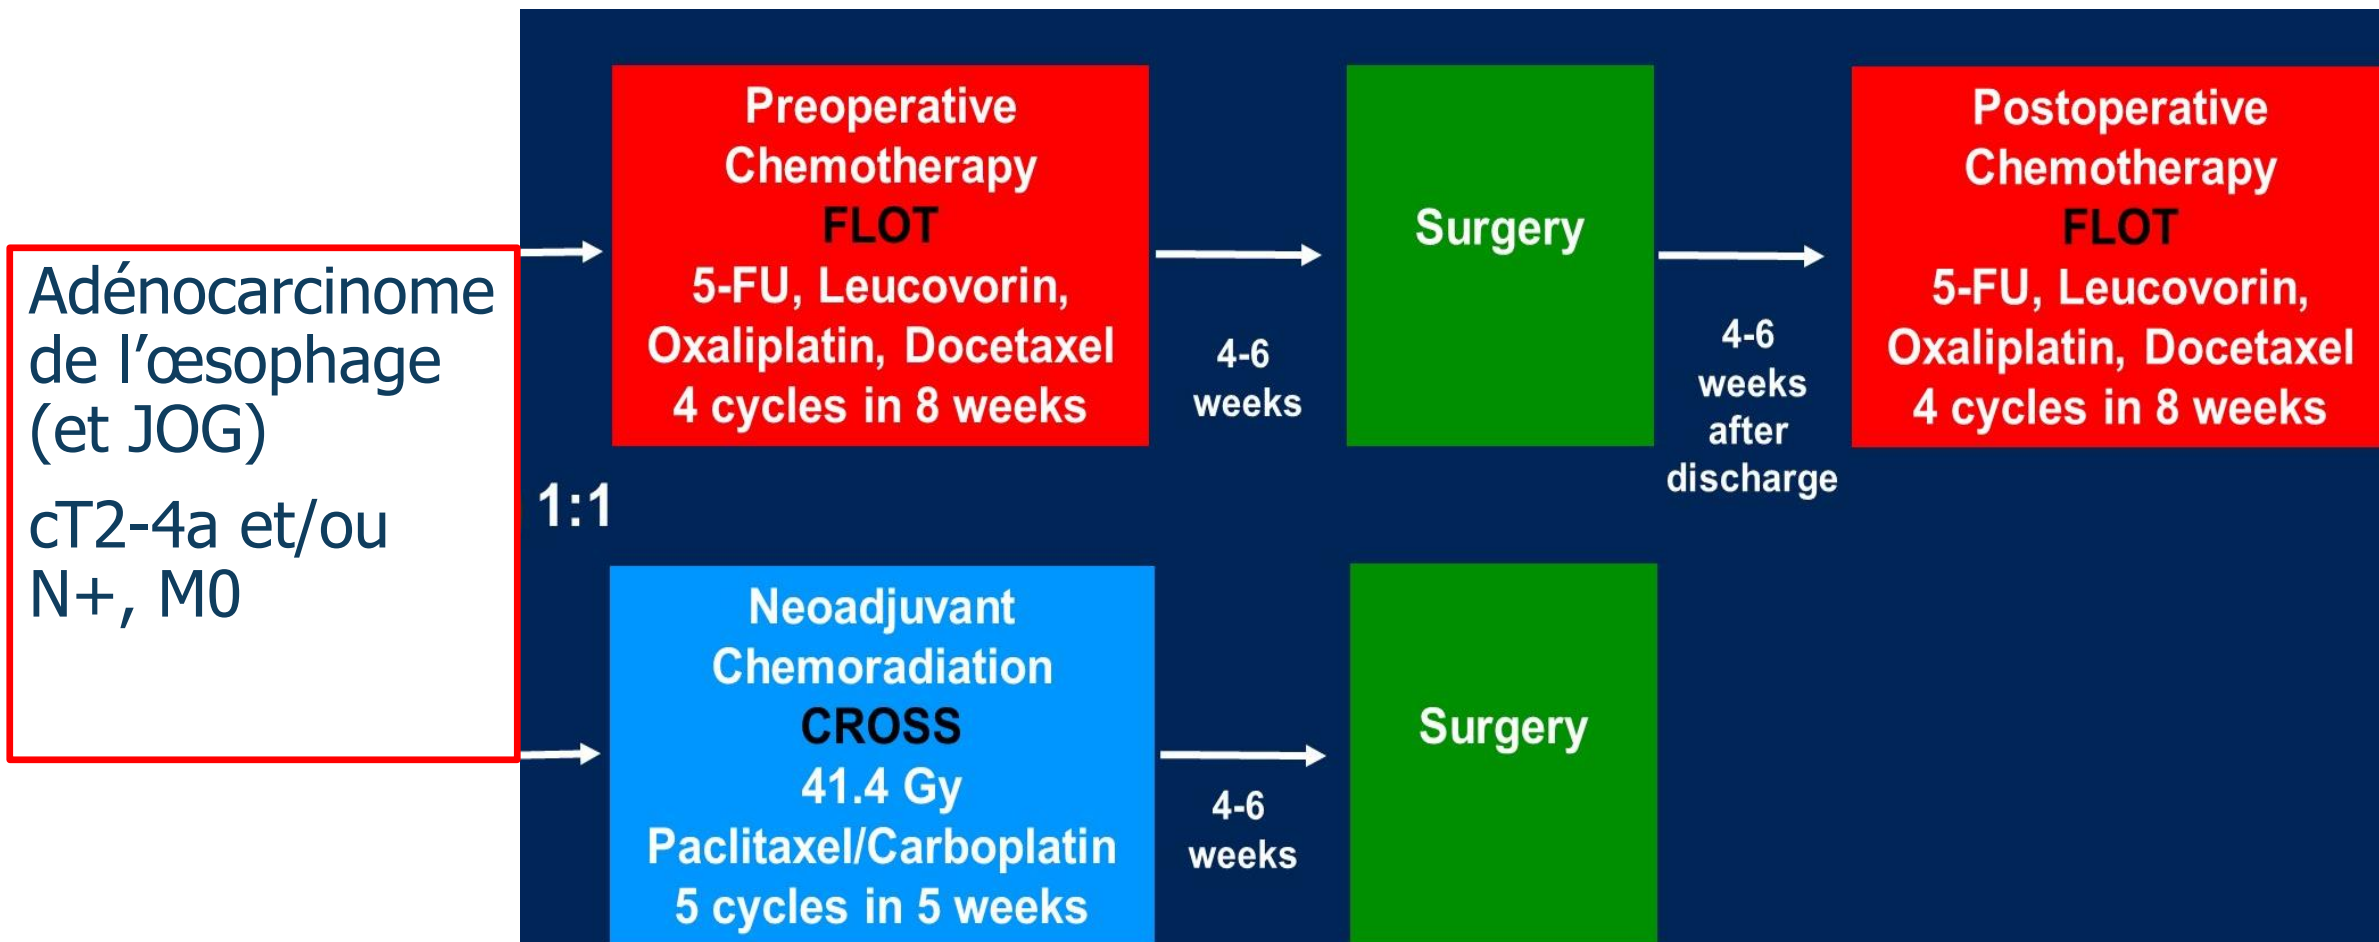 Adénocarcinome
de l’œsophage
(et JOG)
cT2-4a et/ou
N+, M0
1:1
Preoperative
Chemotherapy
FLOT
5-FU, Leucovorin,
Oxaliplatin, Docetaxel
4 cycles in 8 weeks
4-6
weeks
Surgery
4-6
weeks
after
discharge
Postoperative
Chemotherapy
FLOT
5-FU, Leucovorin,
Oxaliplatin, Docetaxel
4 cycles in 8 weeks
Neoadjuvant
Chemoradiation
CROSS
41.4 Gy
Paclitaxel/Carboplatin
5 cycles in 5 weeks
4-6
weeks
Surgery